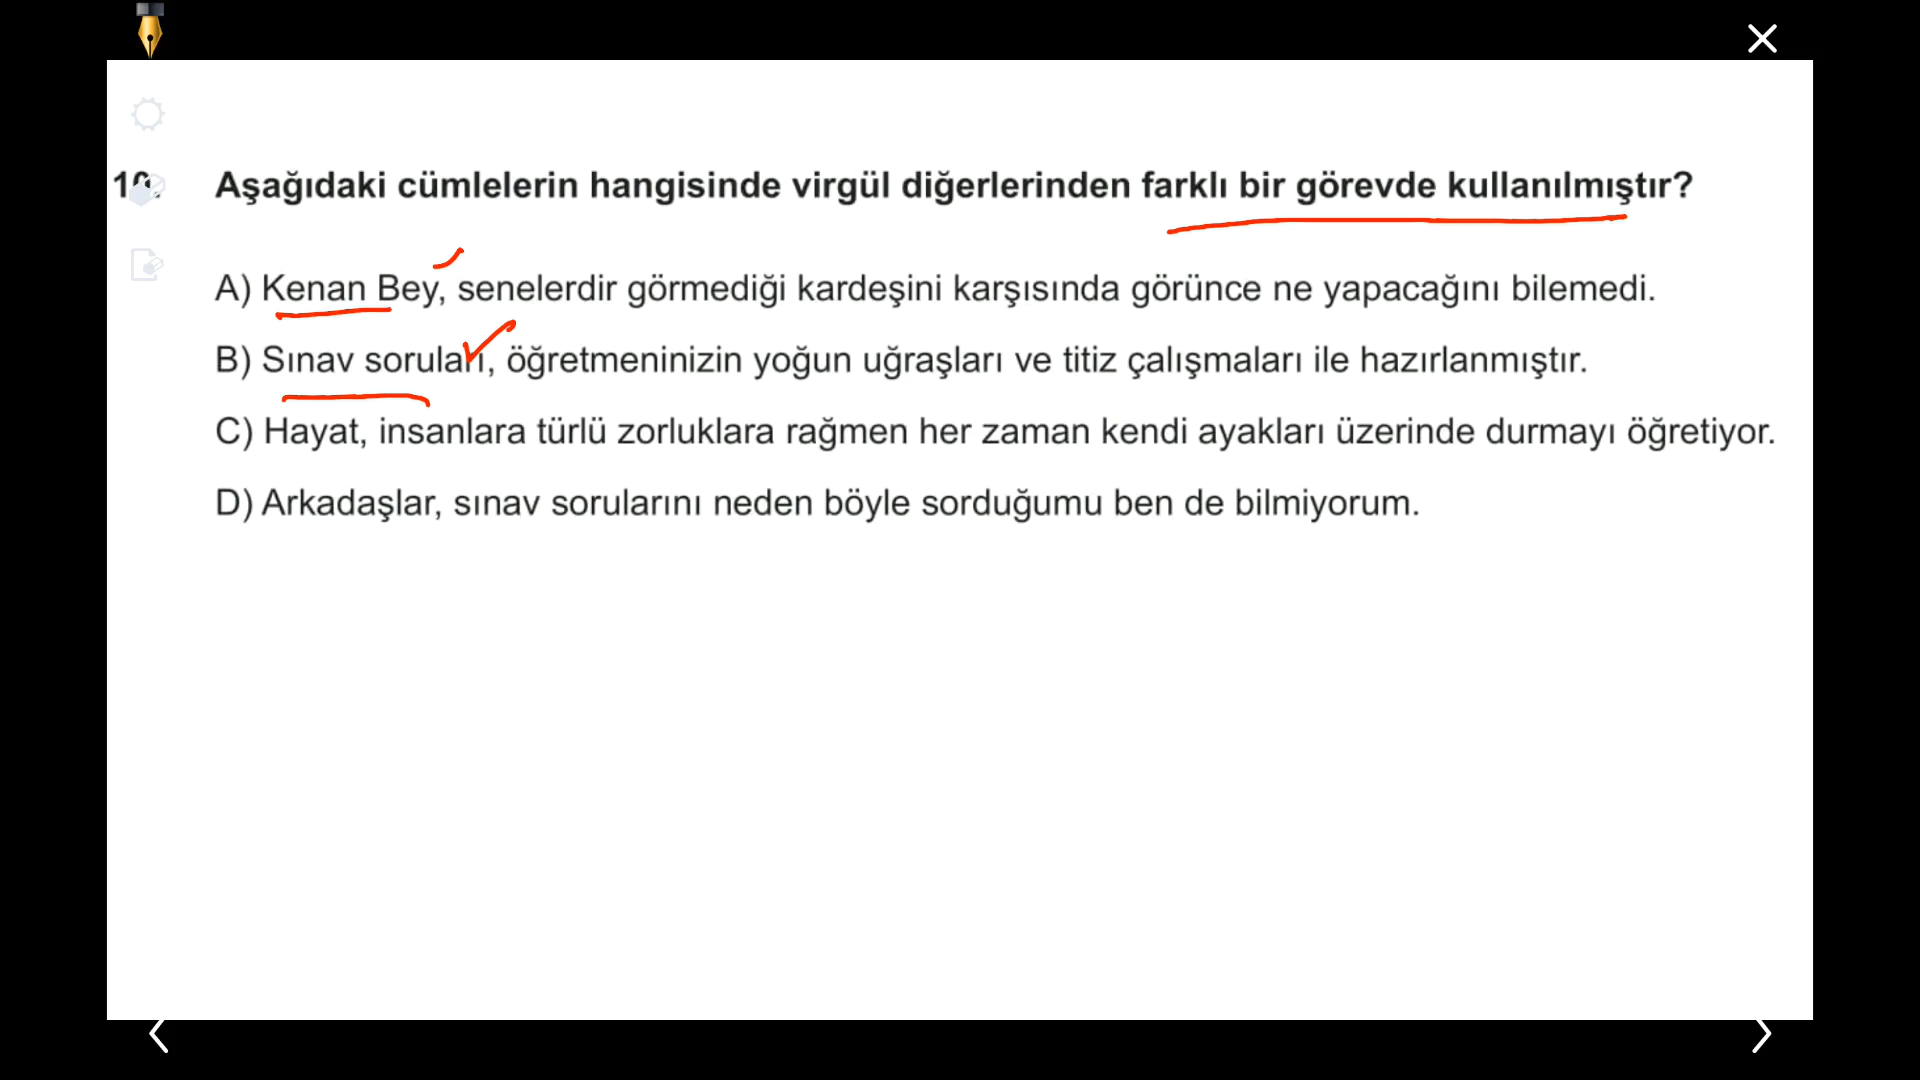 10. Aşağıdaki cümlelerin hangisinde virgül diğerlerinden farklı bir görevde kullanılmıştır?
A) Kenan Bey, senelerdir görmediği kardeşini karşısında görünce ne yapacağını bilemedi.
B) Sınav soruları, öğretmeninizin yoğun uğraşları ve titiz çalışmaları ile hazırlanmıştır.
C) Hayat, insanlara türlü zorluklara rağmen her zaman kendi ayakları üzerinde durmayı öğretiyor.
D) Arkadaşlar, sınav sorularını neden böyle sorduğumu ben de bilmiyorum.